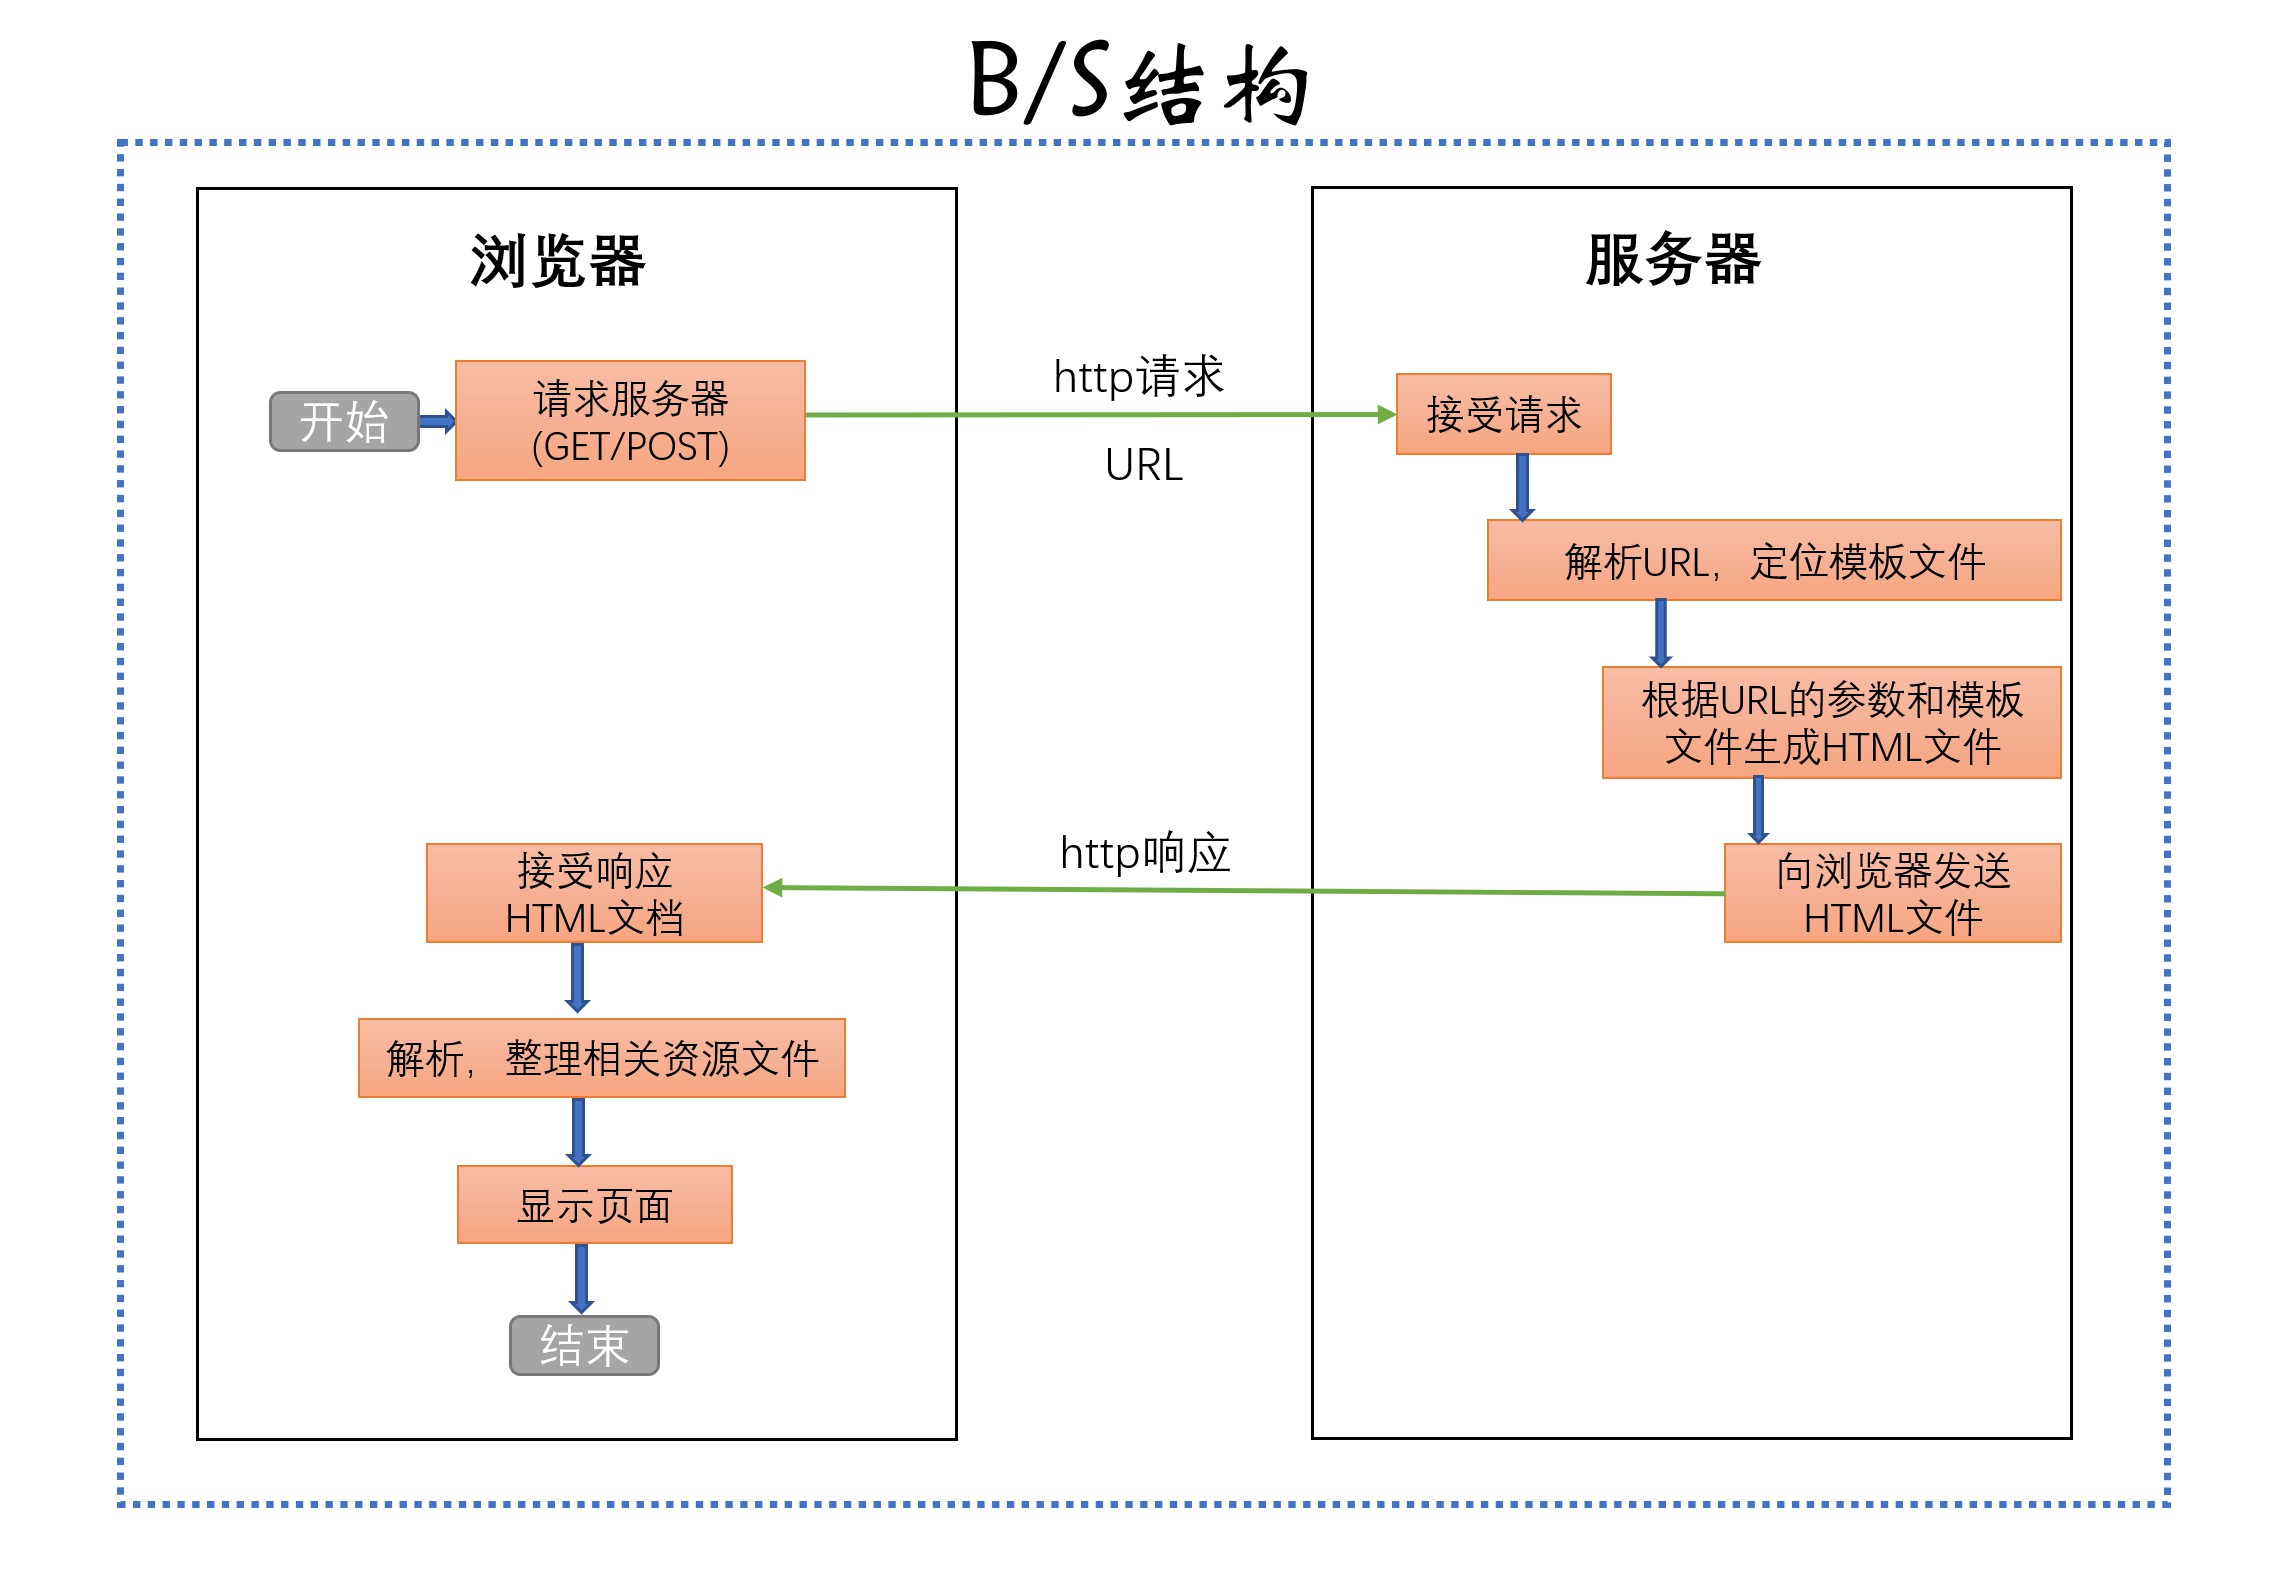 B/S结构
浏览器
开始
请求服务器
(GET/POST)
http请求
URL
服务器
接受请求
解析URL，定位模板文件
根据URL的参数和模板
文件生成HTML文件
向浏览器发送
HTML文件
http响应
接受响应
HTML文档
解析，整理相关资源文件
显示页面
结束